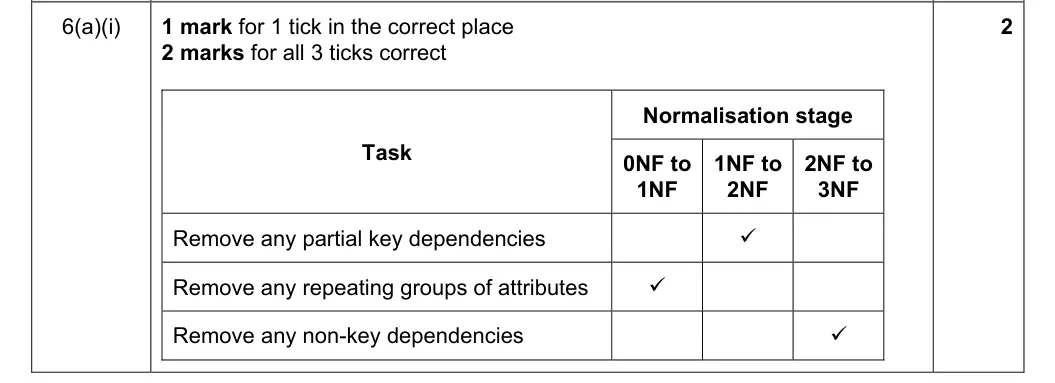 6(a)(i) 1 mark for 1 tick in the correct place 2
2 marks for all 3 ticks correct
Task Normalisation stage
0NF to 1NF 1NF to 2NF 2NF to 3NF
Remove any partial key dependencies ✓
Remove any repeating groups of attributes ✓
Remove any non-key dependencies ✓